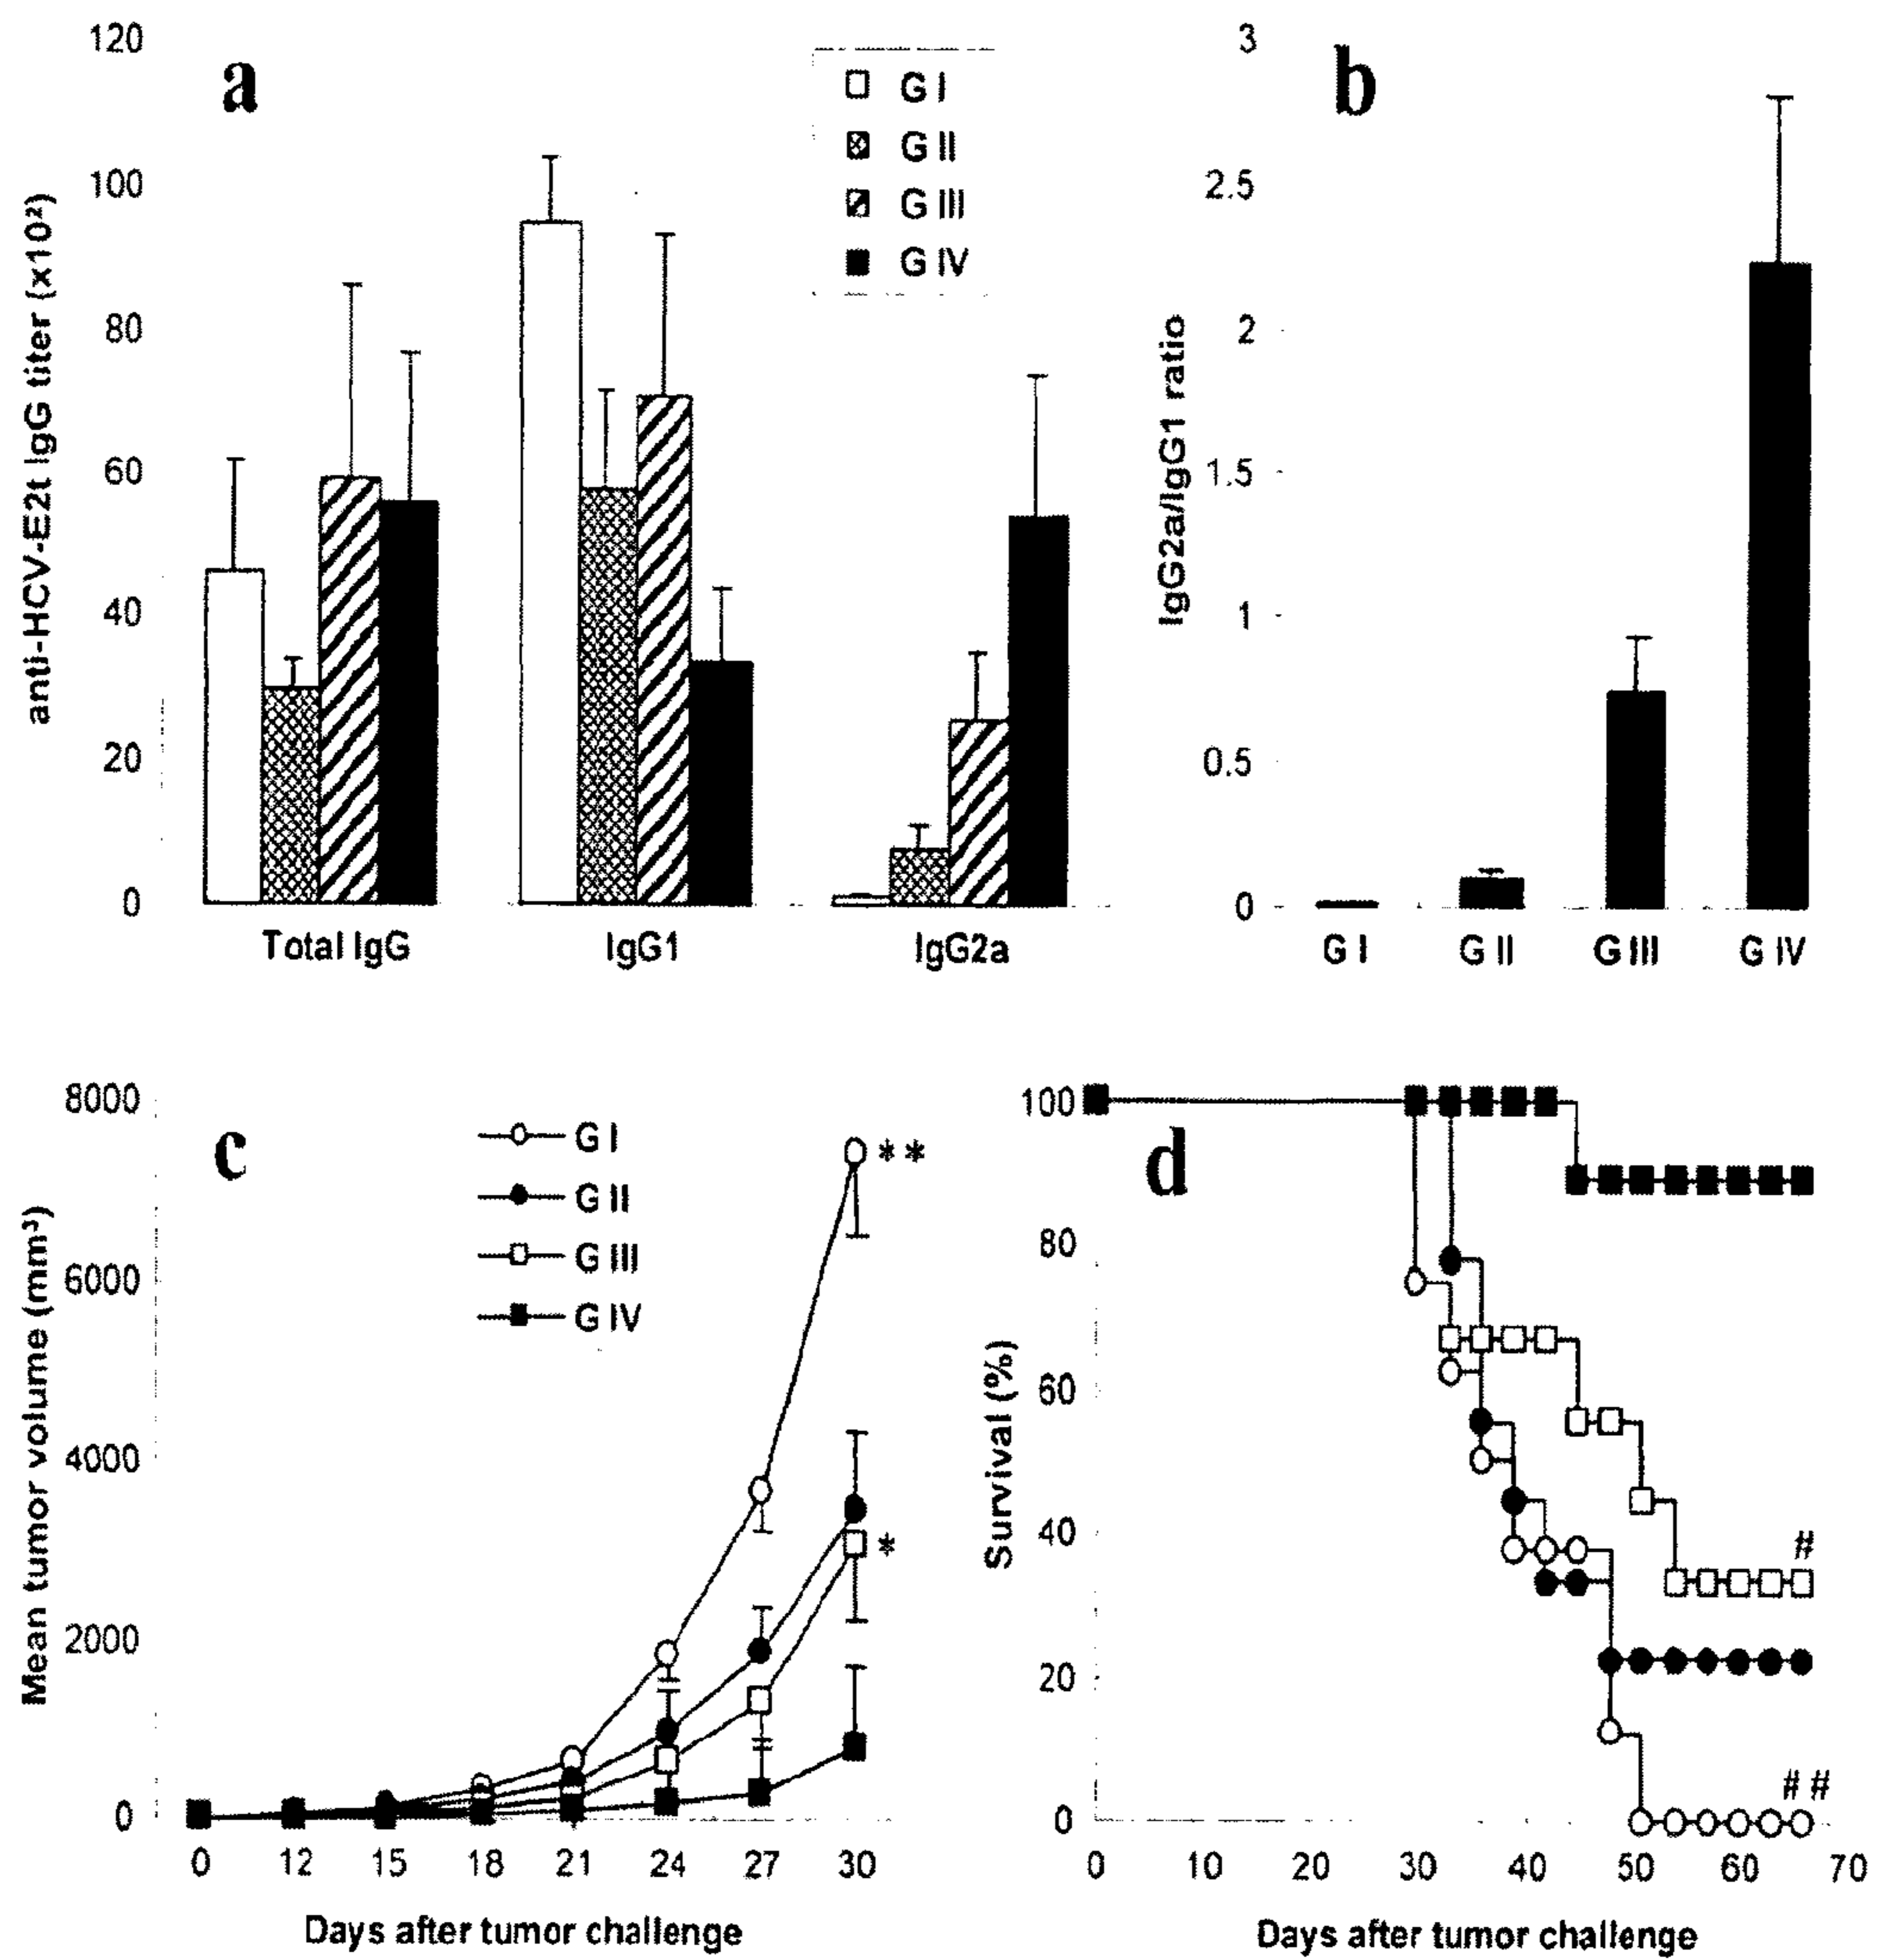 a
120
100
80
60
40
20
0
anti-HCV-E2t IgG titer (x10²)
G I
G II
G III
G IV
Total IgG
IgG1
IgG2a
b
3
2.5
2
1.5
1
0.5
0
IgG2a/IgG1 ratio
G I
G II
G III
G IV
c
8000
6000
4000
2000
0
Mean tumor volume (mm³)
G I
G II
G III
G IV
**
*
0 12 15 18 21 24 27 30
Days after tumor challenge
d
100
80
60
40
20
0
Survival (%)
#
##
0 10 20 30 40 50 60 70
Days after tumor challenge